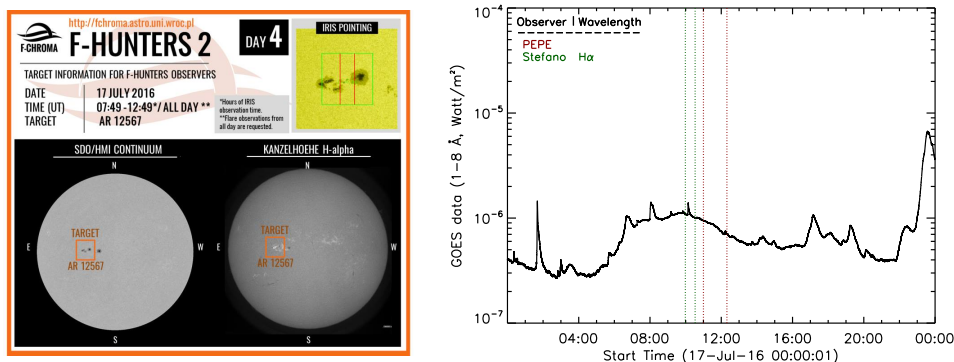 http://fchroma.astro.uni.wroc.pl
F-CHROMA
F-HUNTERS 2
DAY 4
IRIS POINTING
TARGET INFORMATION FOR F-HUNTERS OBSERVERS
DATE 17 JULY 2016
TIME (UT) 07:49 -12:49*/ ALL DAY **
TARGET AR 12567
*Hours of IRIS
observation time.
**Flare observations from
all day are requested.
SDO/HMI CONTINUUM
KANZELHOEHE H-alpha
N
N
TARGET
TARGET
E
W
E
W
AR 12567
AR 12567
S
S
Observer | Wavelength
PEPE
Stefano Hα
GOES data (1-8 Å, Watt/m²)
10⁻⁴
10⁻⁵
10⁻⁶
10⁻⁷
04:00 08:00 12:00 16:00 20:00 00:00
Start Time (17-Jul-16 00:00:01)